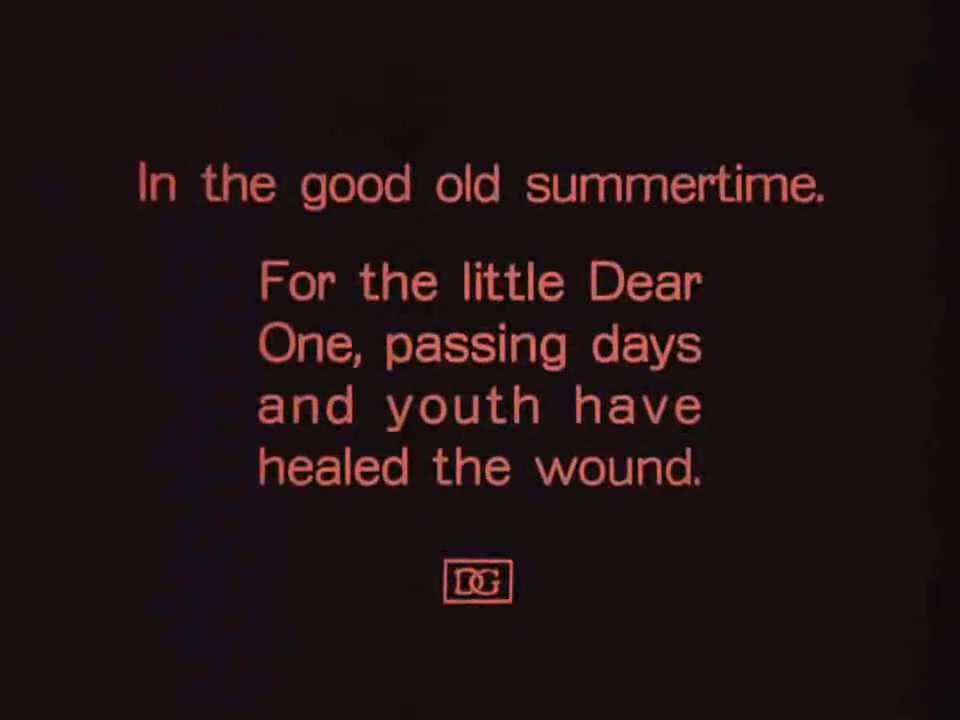 In the good old summertime.
For the little Dear
One, passing days
and youth have
healed the wound.
DG